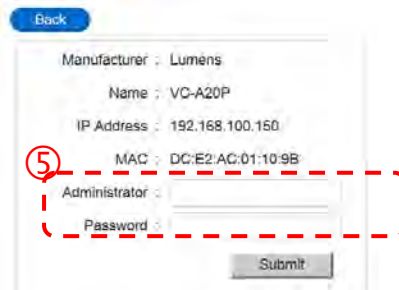 Back
Manufacturer : Lumens
Name : VC-A20P
IP Address : 192.168.100.150
MAC : DC:E2:AC:01:10:9B
⑤
Administrator :
Password :
Submit